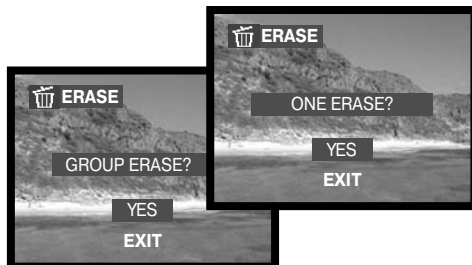 ERASE
GROUP ERASE?
YES
EXIT
ERASE
ONE ERASE?
YES
EXIT